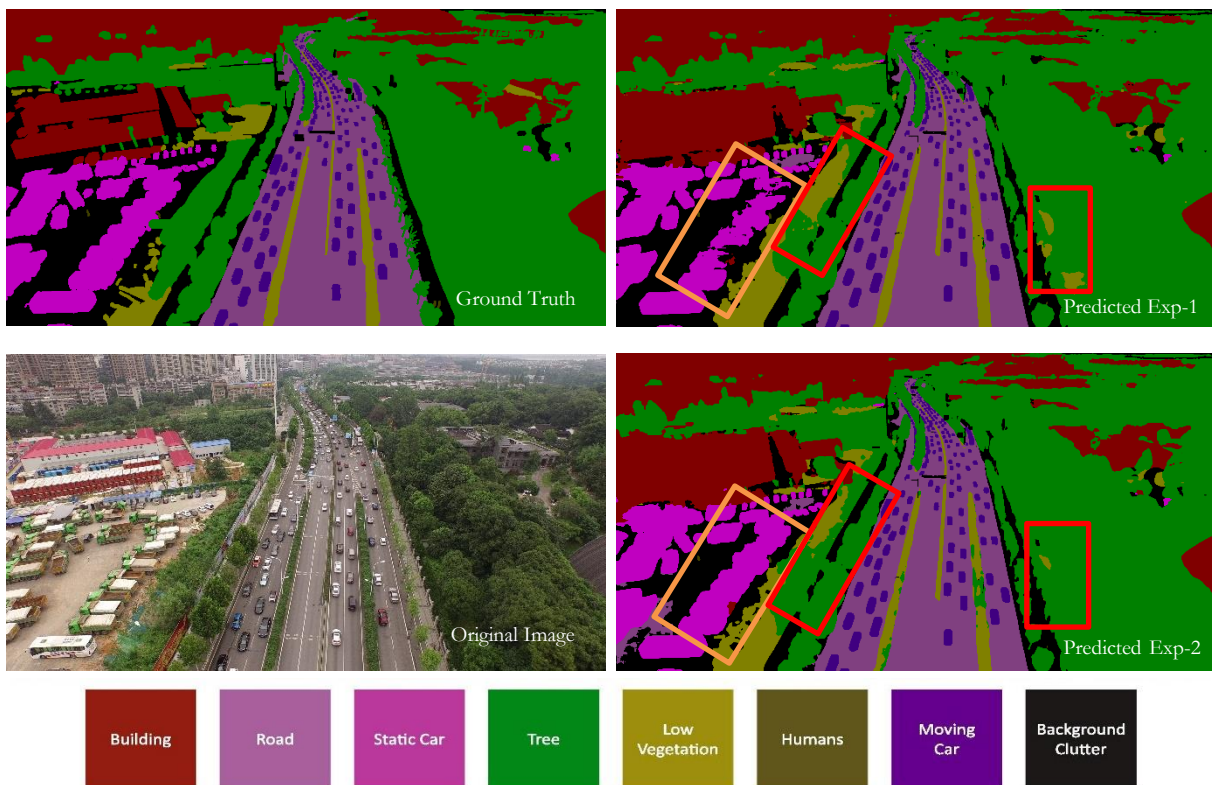 Ground Truth
Predicted Exp-1
Original Image
Predicted Exp-2
Building
Road
Static Car
Tree
Low
Vegetation
Humans
Moving
Car
Background
Clutter